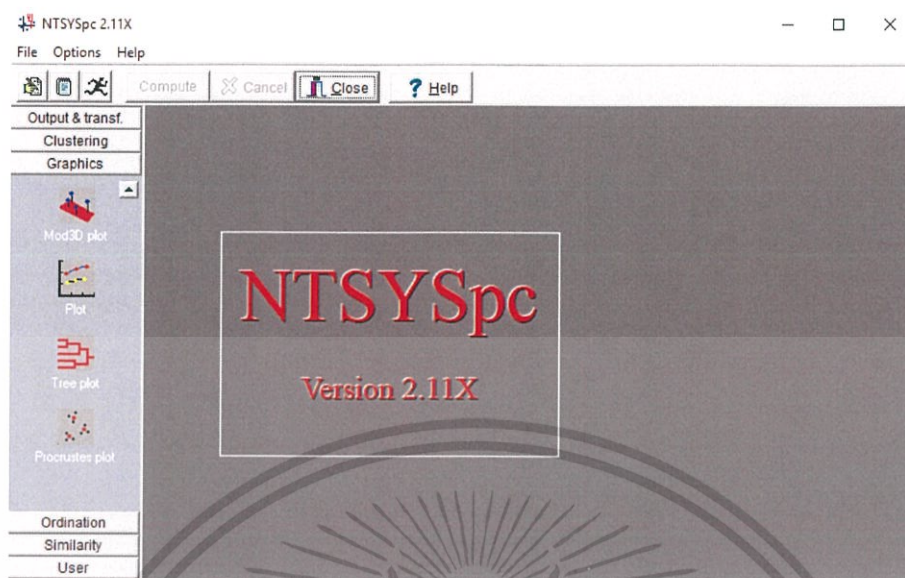 NTSYSpc 2.11X
File Options Help
Compute Cancel Close Help
Output & transf.
Clustering
Graphics
Mod3D plot
Plot
Tree plot
Procrustes plot
Ordination
Similarity
User
NTSYSpc
Version 2.11X